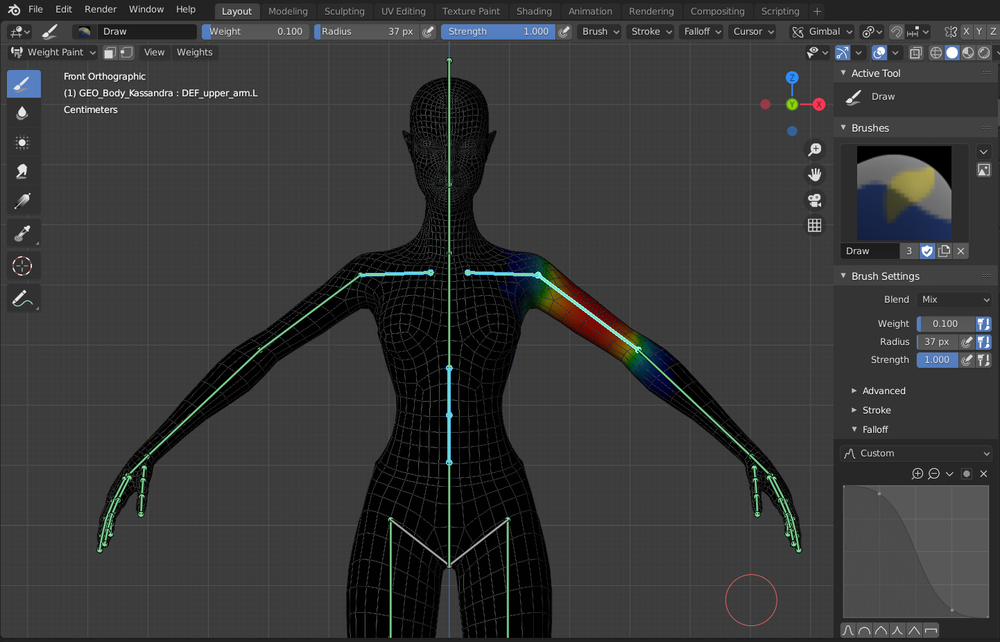 File Edit Render Window Help Layout Modeling Sculpting UV Editing Texture Paint Shading Animation Rendering Compositing Scripting +
Draw Weight 0.100 Radius 37 px Strength 1.000 Brush Stroke Falloff Cursor Gimbal X Y Z
Weight Paint View Weights
Front Orthographic
(1) GEO_Body_Kassandra : DEF_upper_arm.L
Centimeters
Z
Y
X
Active Tool
Draw
Brushes
Draw 3
Brush Settings
Blend Mix
Weight 0.100
Radius 37 px
Strength 1.000
Advanced
Stroke
Falloff
Custom